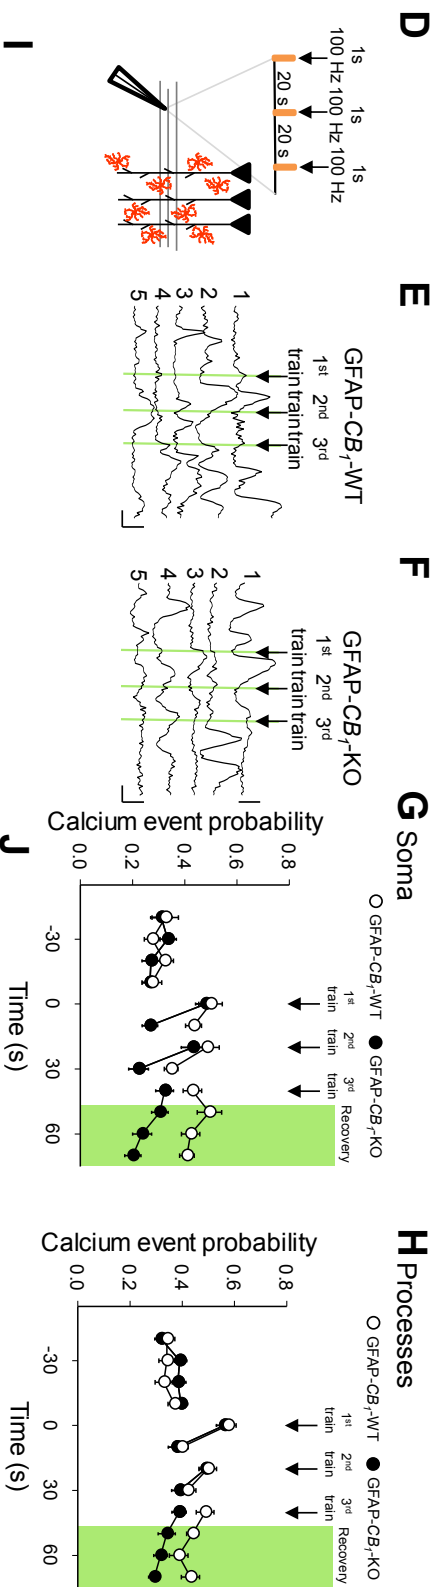 D
1s 1s 1s
100 Hz 100 Hz 100 Hz
20 s 20 s
E
GFAP-CB1-WT
1st 2nd 3rd
train train train
1
2
3
4
5
F
GFAP-CB1-KO
1st 2nd 3rd
train train train
1
2
3
4
5
G Soma
GFAP-CB1-WT GFAP-CB1-KO
1st train 2nd train 3rd train Recovery
Calcium event probability
0.8
0.6
0.4
0.2
0.0
-30 0 30 60
Time (s)
H Processes
GFAP-CB1-WT GFAP-CB1-KO
1st train 2nd train 3rd train Recovery
Calcium event probability
0.8
0.6
0.4
0.2
0.0
-30 0 30 60
Time (s)
I
J